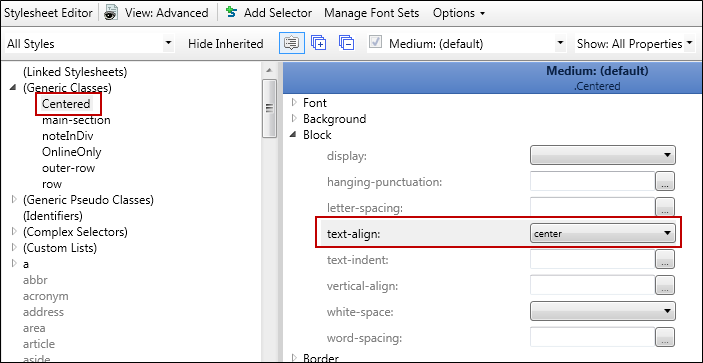 Stylesheet Editor View: Advanced Add Selector Manage Font Sets Options
All Styles Hide Inherited Medium: (default) Show: All Properties
(Linked Stylesheets)
(Generic Classes)
Centered
main-section
noteInDiv
OnlineOnly
outer-row
row
(Generic Pseudo Classes)
(Identifiers)
(Complex Selectors)
(Custom Lists)
a
abbr
acronym
address
area
article
aside
Medium: (default)
.Centered
Font
Background
Block
display:
hanging-punctuation: ...
letter-spacing: ...
text-align: center
text-indent: ...
vertical-align: ...
white-space:
word-spacing: ...
Border